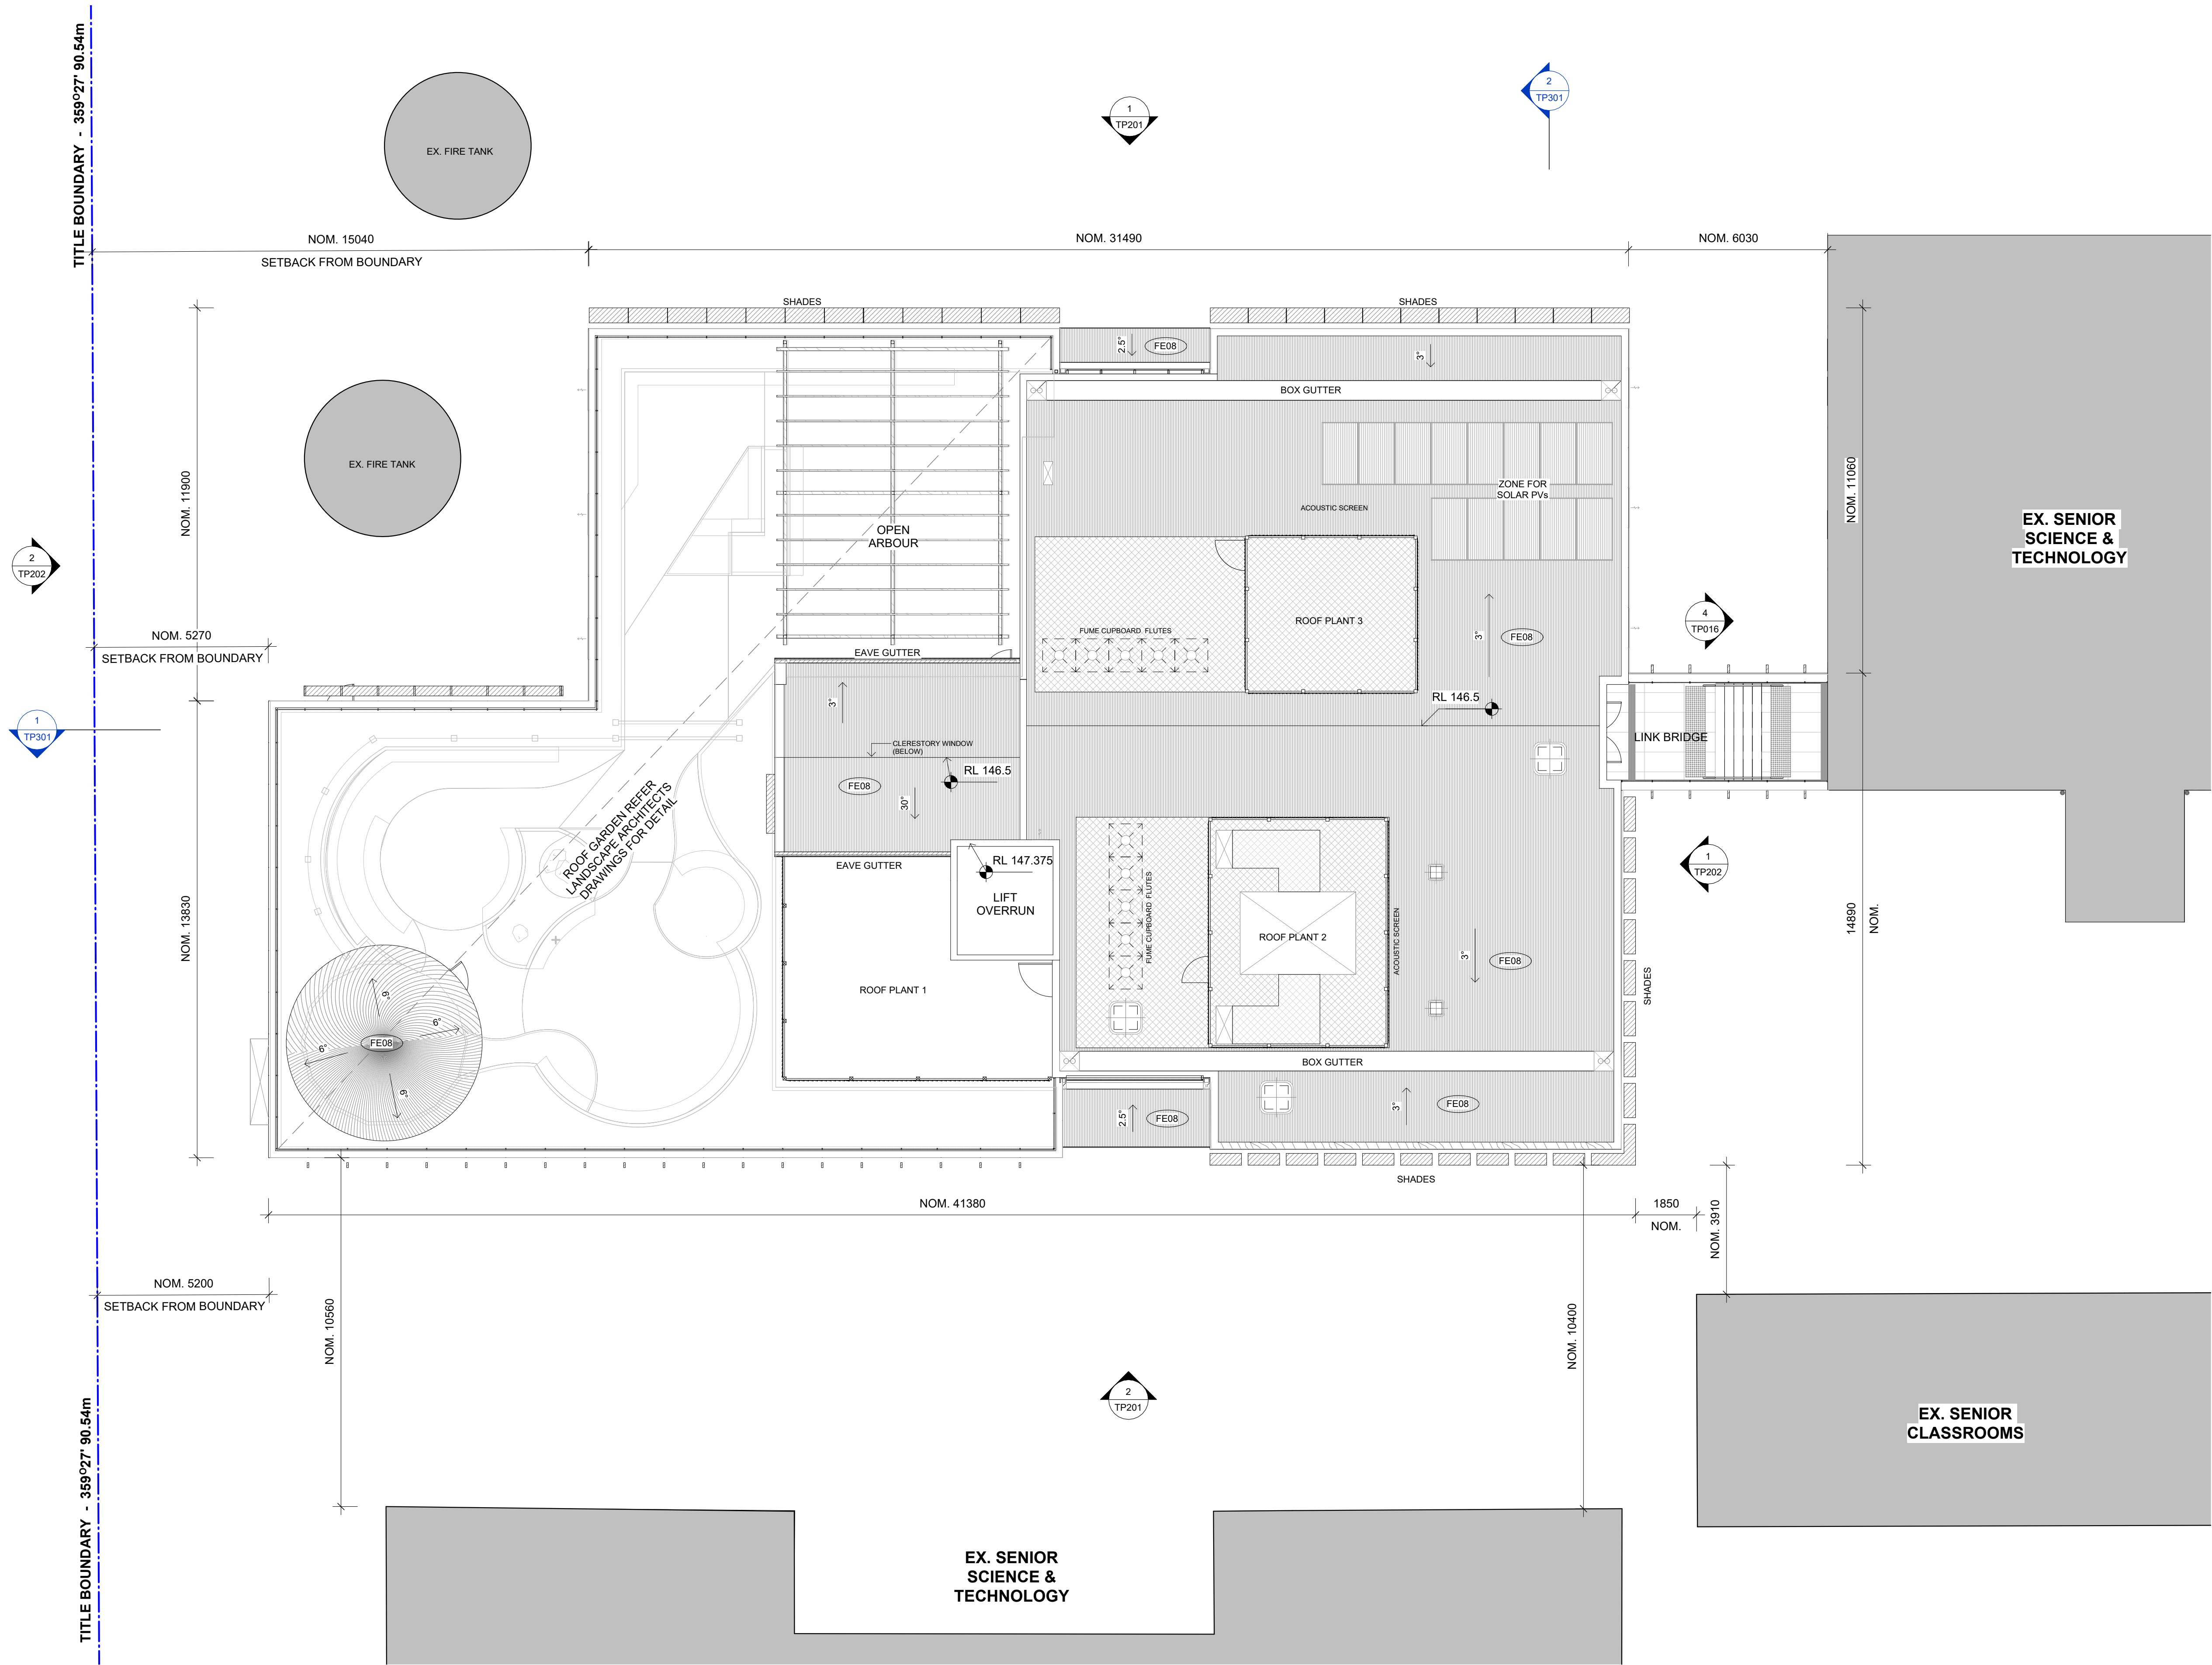 TITLE BOUNDARY - 359°27' 90.54m
EX. FIRE TANK
1
TP201
2
TP301
NOM. 15040
SETBACK FROM BOUNDARY
NOM. 31490
NOM. 6030
SHADES
SHADES
2.5°
FE08
3°
BOX GUTTER
NOM. 11900
EX. FIRE TANK
NOM. 11060
ZONE FOR
SOLAR PVs
ACOUSTIC SCREEN
OPEN
ARBOUR
EX. SENIOR
SCIENCE &
TECHNOLOGY
2
TP202
4
TP016
ROOF PLANT 3
FUME CUPBOARD FLUTES
3°
FE08
NOM. 5270
SETBACK FROM BOUNDARY
EAVE GUTTER
3°
RL 146.5
1
TP301
LINK BRIDGE
CLERESTORY WINDOW
(BELOW)
RL 146.5
FE08
30°
ROOF GARDEN REFER
LANDSCAPE ARCHITECTS
DRAWINGS FOR DETAIL
EAVE GUTTER
RL 147.375
LIFT
OVERRUN
1
TP202
NOM. 13830
14890
NOM.
FUME CUPBOARD FLUTES
ROOF PLANT 2
ACOUSTIC SCREEN
3°
FE08
SHADES
ROOF PLANT 1
6°
6°
FE08
6°
6°
BOX GUTTER
2.5°
FE08
3°
FE08
SHADES
NOM. 41380
1850
NOM.
NOM. 3910
NOM. 5200
SETBACK FROM BOUNDARY
NOM. 10560
NOM. 10400
2
TP201
EX. SENIOR
CLASSROOMS
TITLE BOUNDARY - 359°27' 90.54m
EX. SENIOR
SCIENCE &
TECHNOLOGY